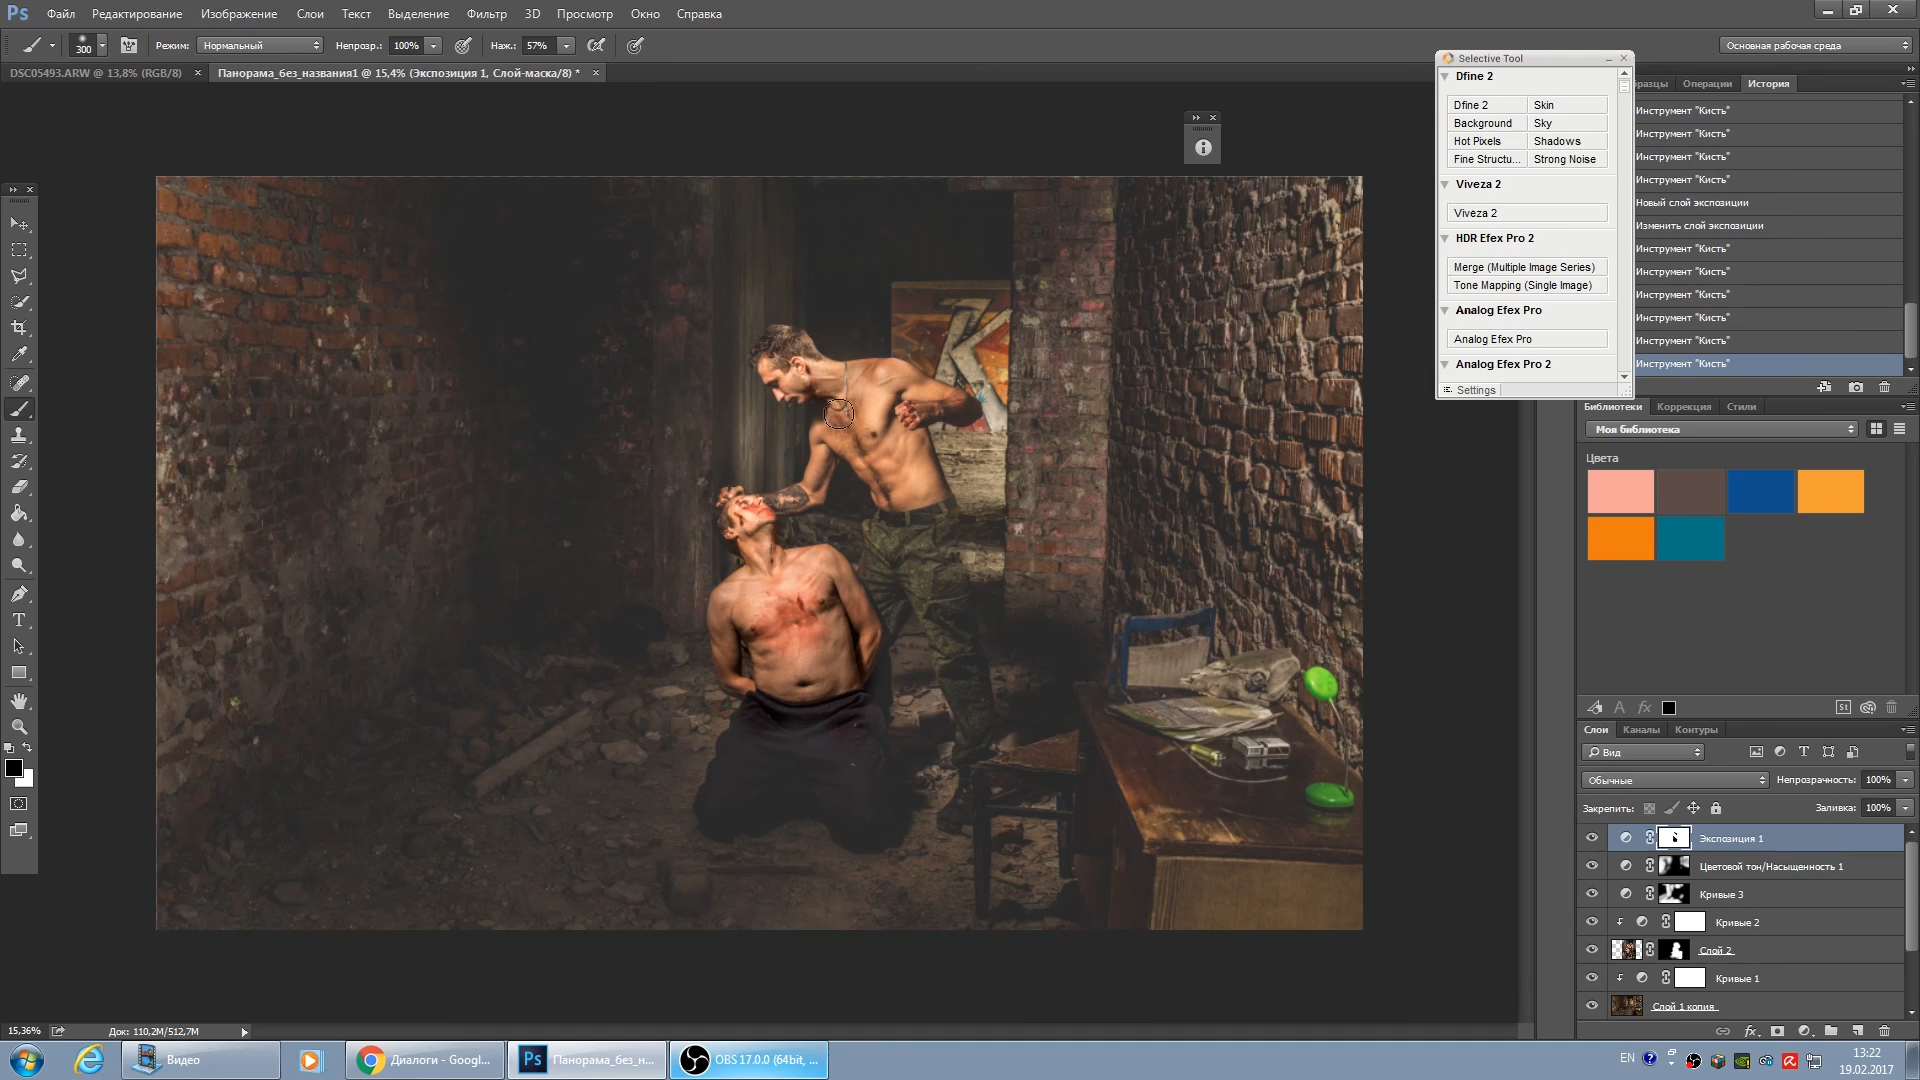 Ps Файл Редактирование Изображение Слои Текст Выделение Фильтр 3D Просмотр Окно Справка
300 Режим: Нормальный Непрозр.: 100% Наж.: 57% Основная рабочая среда
DSC05493.ARW @ 13,8% (RGB/8) × Панорама_без_названия1 @ 15,4% (Экспозиция 1, Слой-маска/8) * ×
Selective Tool
Dfine 2
Dfine 2 Skin
Background Sky
Hot Pixels Shadows
Fine Structu... Strong Noise
Viveza 2
Viveza 2
HDR Efex Pro 2
Merge (Multiple Image Series)
Tone Mapping (Single Image)
Analog Efex Pro
Analog Efex Pro
Analog Efex Pro 2
Settings
разцы Операции История
Инструмент "Кисть"
Инструмент "Кисть"
Инструмент "Кисть"
Инструмент "Кисть"
Новый слой экспозиции
Изменить слой экспозиции
Инструмент "Кисть"
Инструмент "Кисть"
Инструмент "Кисть"
Инструмент "Кисть"
Инструмент "Кисть"
Инструмент "Кисть"
Библиотеки Коррекция Стили
Моя библиотека
Цвета
St
Слои Каналы Контуры
Вид
Обычные Непрозрачность: 100%
Закрепить: Заливка: 100%
Экспозиция 1
Цветовой тон/Насыщенность 1
Кривые 3
Кривые 2
Слой 2
Кривые 1
Слой 1 копия
15,36% Док: 110,2M/512,7M
Видео Диалоги - Googl... Ps Панорама_без_н... OBS 17.0.0 (64bit, ... EN 13:22
19.02.2017